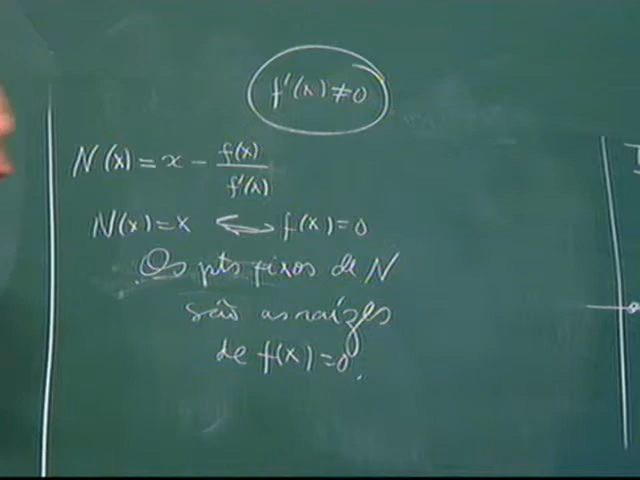 f'(x) ≠ 0
N(x) = x - f(x)/f'(x)
N(x) = x ⟺ f(x) = 0
Os pts fixos de N
são as raízes
de f(x) = 0.